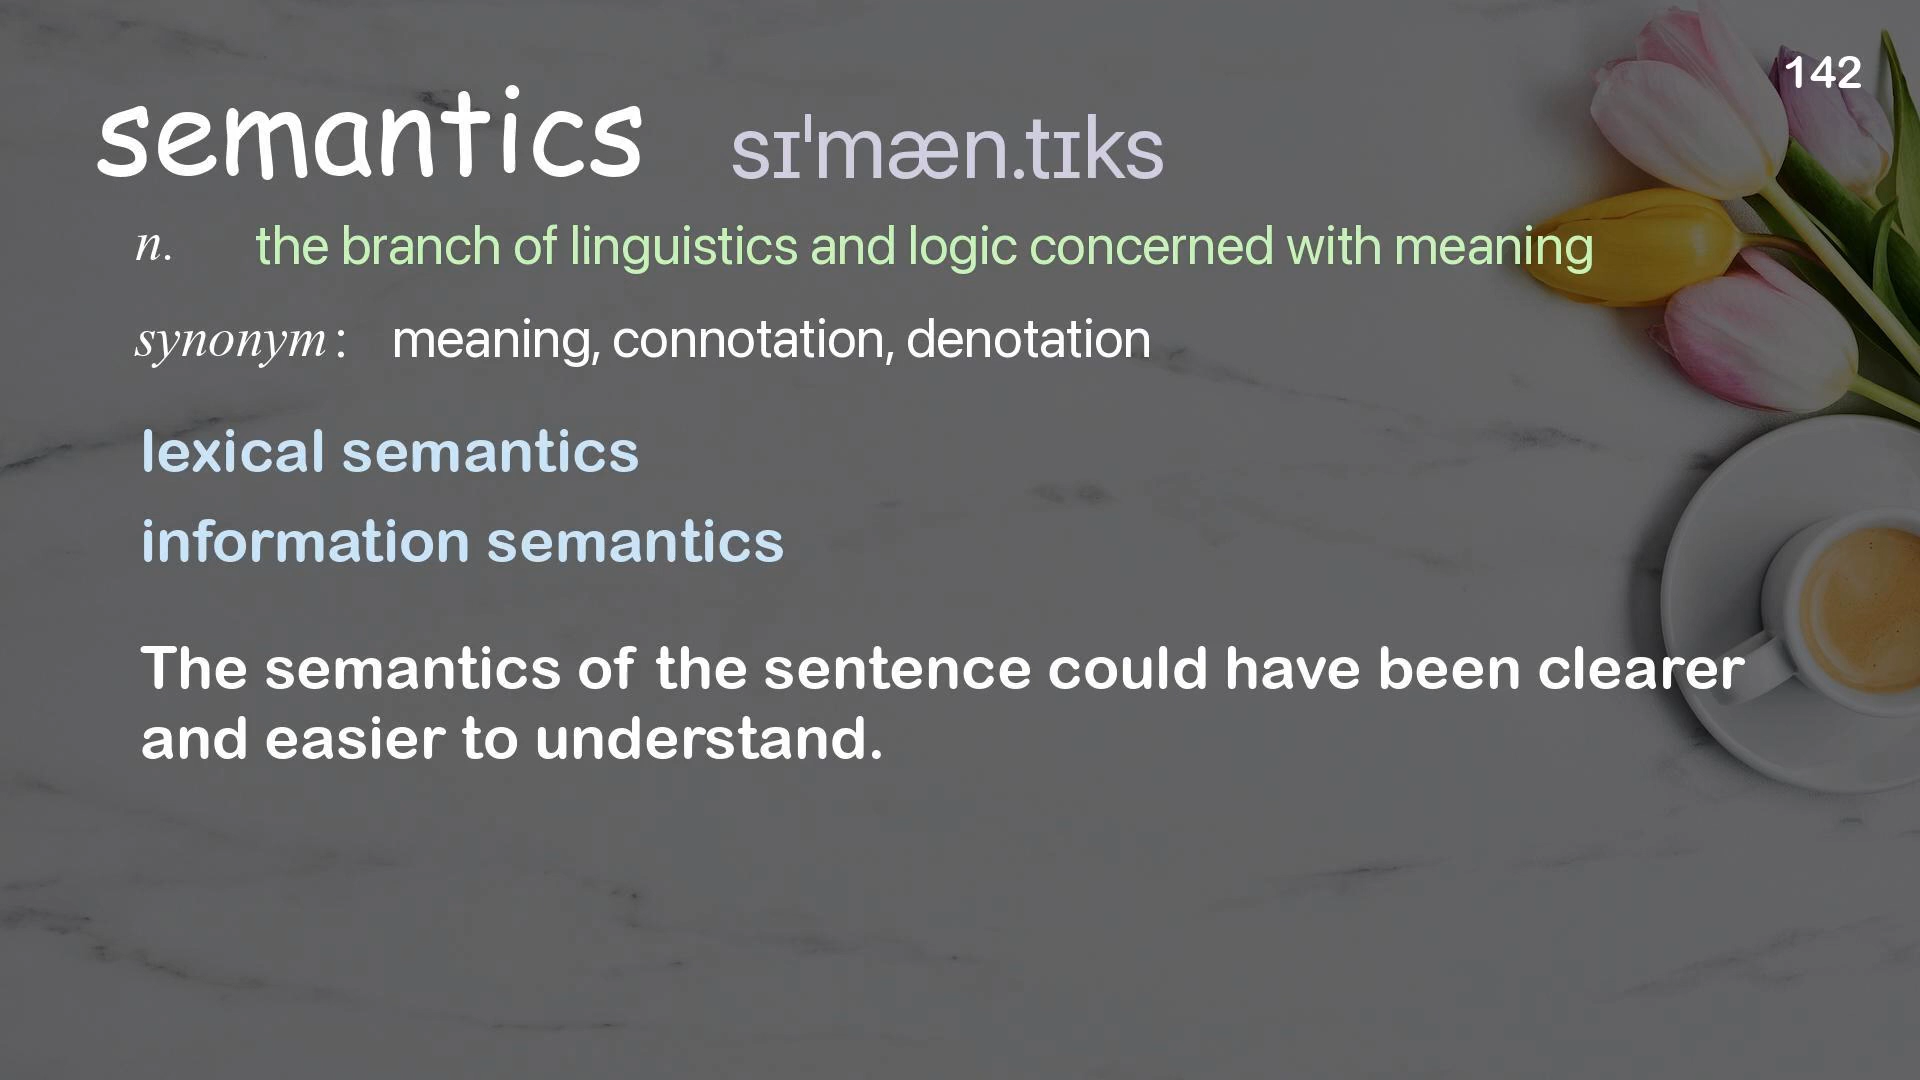 142
semantics sɪˈmæn.tɪks
n. the branch of linguistics and logic concerned with meaning
synonym: meaning, connotation, denotation
lexical semantics
information semantics
The semantics of the sentence could have been clearer
and easier to understand.